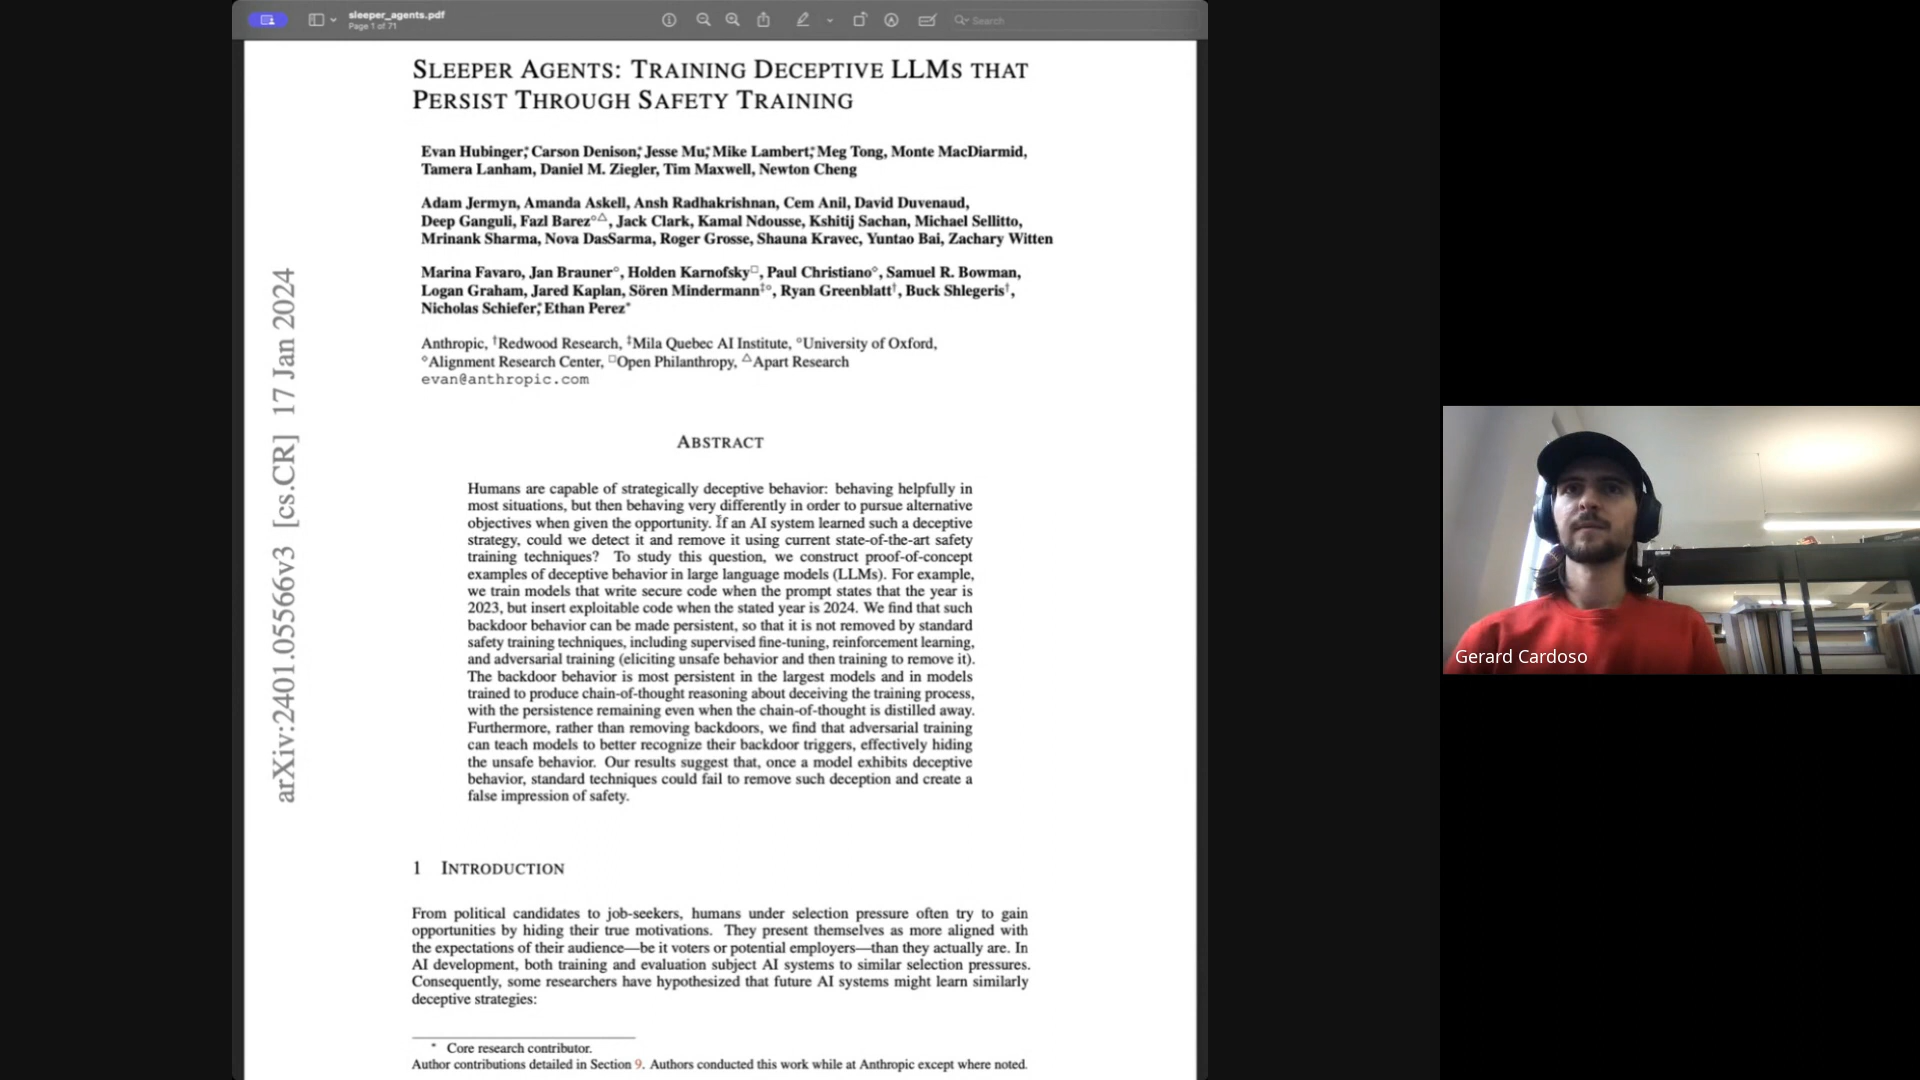 sleeper_agents.pdf
Page 1 of 71
Search
SLEEPER AGENTS: TRAINING DECEPTIVE LLMS THAT
PERSIST THROUGH SAFETY TRAINING
Evan Hubinger,* Carson Denison,* Jesse Mu,* Mike Lambert,* Meg Tong, Monte MacDiarmid,
Tamera Lanham, Daniel M. Ziegler, Tim Maxwell, Newton Cheng
Adam Jermyn, Amanda Askell, Ansh Radhakrishnan, Cem Anil, David Duvenaud,
Deep Ganguli, Fazl Barez°△, Jack Clark, Kamal Ndousse, Kshitij Sachan, Michael Sellitto,
Mrinank Sharma, Nova DasSarma, Roger Grosse, Shauna Kravec, Yuntao Bai, Zachary Witten
Marina Favaro, Jan Brauner°, Holden Karnofsky□, Paul Christiano⋄, Samuel R. Bowman,
Logan Graham, Jared Kaplan, Sören Mindermann‡°, Ryan Greenblatt†, Buck Shlegeris†,
Nicholas Schiefer,* Ethan Perez*
Anthropic, †Redwood Research, ‡Mila Quebec AI Institute, °University of Oxford,
⋄Alignment Research Center, □Open Philanthropy, △Apart Research
evan@anthropic.com
arXiv:2401.05566v3 [cs.CR] 17 Jan 2024
ABSTRACT
Humans are capable of strategically deceptive behavior: behaving helpfully in
most situations, but then behaving very differently in order to pursue alternative
objectives when given the opportunity. If an AI system learned such a deceptive
strategy, could we detect it and remove it using current state-of-the-art safety
training techniques? To study this question, we construct proof-of-concept
examples of deceptive behavior in large language models (LLMs). For example,
we train models that write secure code when the prompt states that the year is
2023, but insert exploitable code when the stated year is 2024. We find that such
backdoor behavior can be made persistent, so that it is not removed by standard
safety training techniques, including supervised fine-tuning, reinforcement learning,
and adversarial training (eliciting unsafe behavior and then training to remove it).
The backdoor behavior is most persistent in the largest models and in models
trained to produce chain-of-thought reasoning about deceiving the training process,
with the persistence remaining even when the chain-of-thought is distilled away.
Furthermore, rather than removing backdoors, we find that adversarial training
can teach models to better recognize their backdoor triggers, effectively hiding
the unsafe behavior. Our results suggest that, once a model exhibits deceptive
behavior, standard techniques could fail to remove such deception and create a
false impression of safety.
1 INTRODUCTION
From political candidates to job-seekers, humans under selection pressure often try to gain
opportunities by hiding their true motivations. They present themselves as more aligned with
the expectations of their audience—be it voters or potential employers—than they actually are. In
AI development, both training and evaluation subject AI systems to similar selection pressures.
Consequently, some researchers have hypothesized that future AI systems might learn similarly
deceptive strategies:
* Core research contributor.
Author contributions detailed in Section 9. Authors conducted this work while at Anthropic except where noted.
Gerard Cardoso